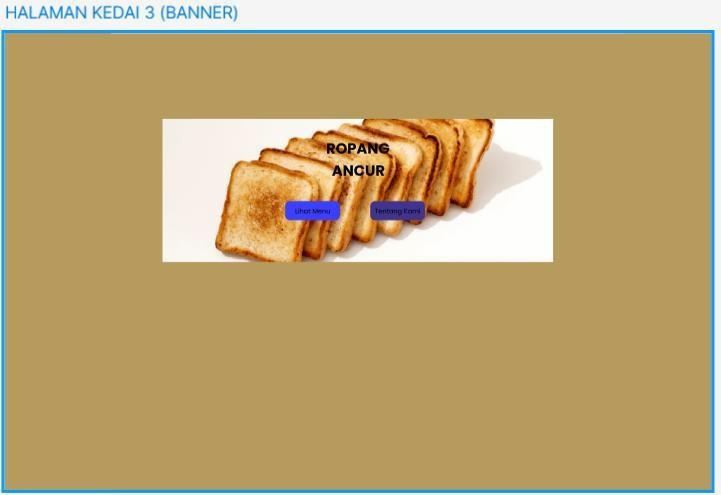 HALAMAN KEDAI 3 (BANNER)
ROPANG
ANCUR
Lihat Menu
Tentang Kami